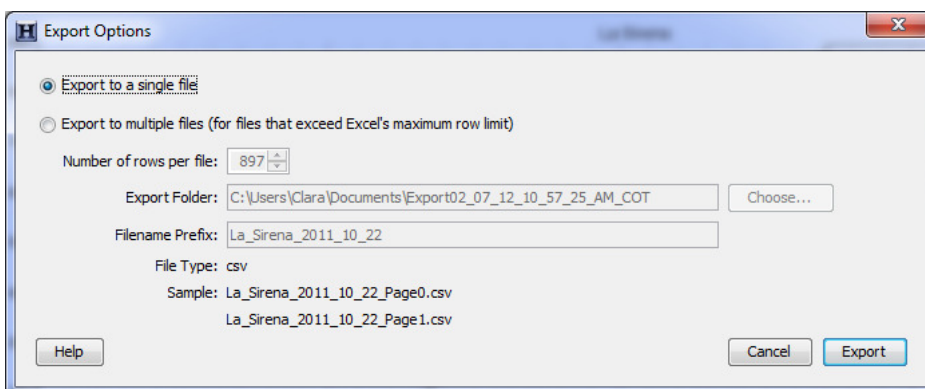 H Export Options
La Sirena
Export to a single file
Export to multiple files (for files that exceed Excel's maximum row limit)
Number of rows per file: 897
Export Folder: C:\Users\Clara\Documents\Export02_07_12_10_57_25_AM_COT Choose...
Filename Prefix: La_Sirena_2011_10_22
File Type: csv
Sample: La_Sirena_2011_10_22_Page0.csv
La_Sirena_2011_10_22_Page1.csv
Help Cancel Export